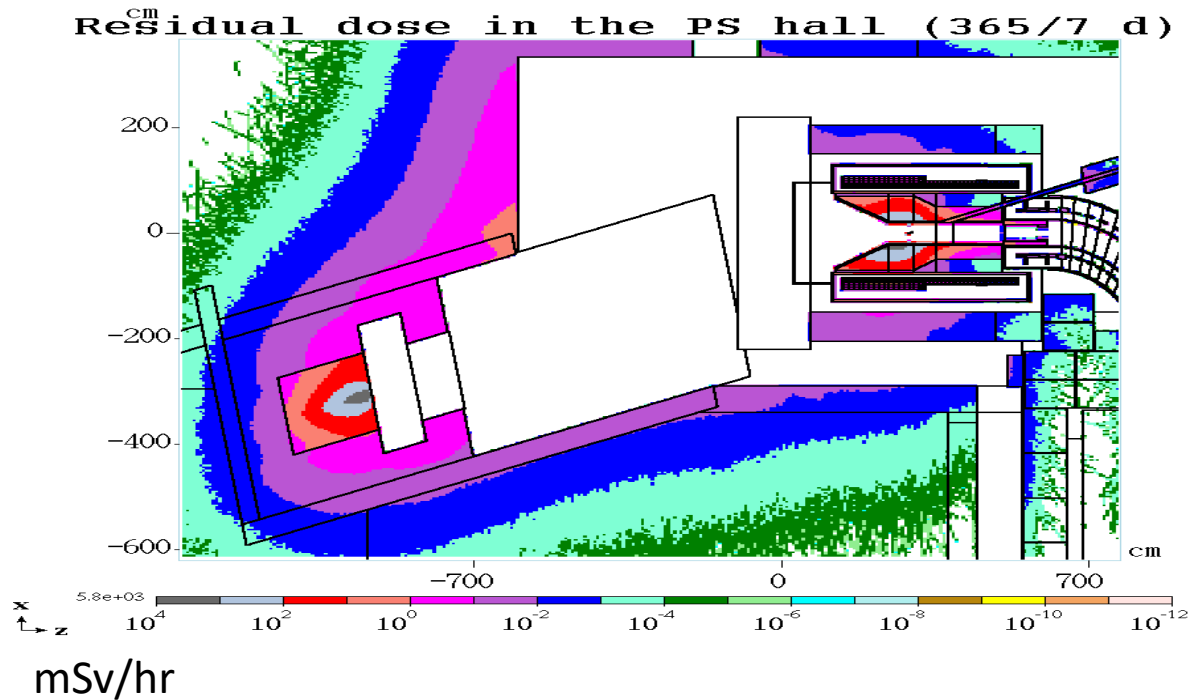 cm
Residual dose in the PS hall (365/7 d)
200
0
−200
−400
−600
cm
−700 0 700
5.8e+03
10^4 10^2 10^0 10^-2 10^-4 10^-6 10^-8 10^-10 10^-12
x
z
mSv/hr